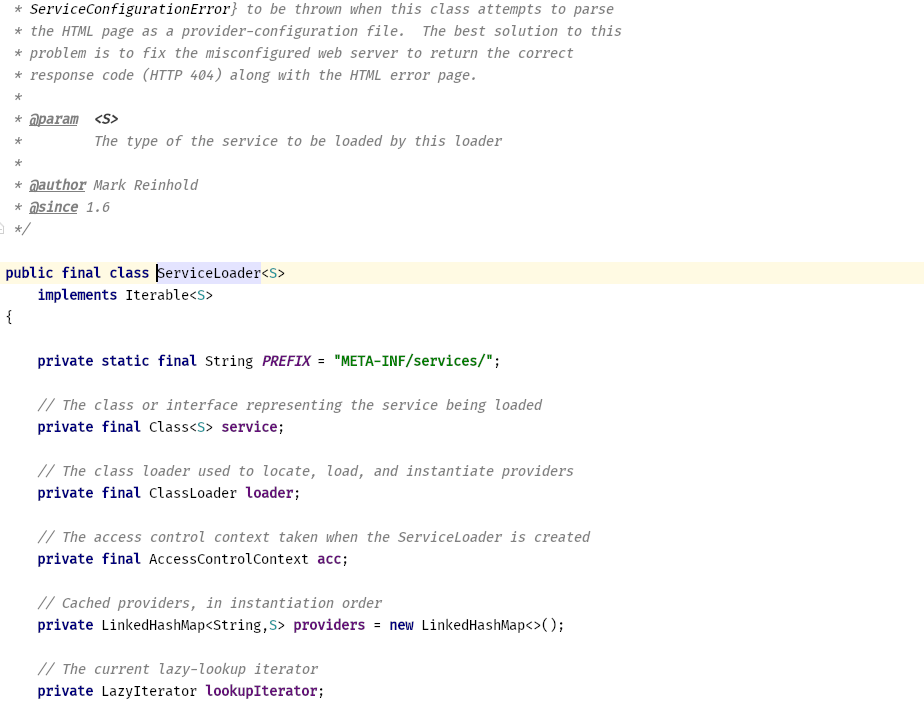 * ServiceConfigurationError} to be thrown when this class attempts to parse
* the HTML page as a provider-configuration file.  The best solution to this
* problem is to fix the misconfigured web server to return the correct
* response code (HTTP 404) along with the HTML error page.
*
* @param  <S>
*         The type of the service to be loaded by this loader
*
* @author Mark Reinhold
* @since 1.6
*/
public final class ServiceLoader<S>
    implements Iterable<S>
{
    private static final String PREFIX = "META-INF/services/";
    // The class or interface representing the service being loaded
    private final Class<S> service;
    // The class loader used to locate, load, and instantiate providers
    private final ClassLoader loader;
    // The access control context taken when the ServiceLoader is created
    private final AccessControlContext acc;
    // Cached providers, in instantiation order
    private LinkedHashMap<String,S> providers = new LinkedHashMap<>();
    // The current lazy-lookup iterator
    private LazyIterator lookupIterator;